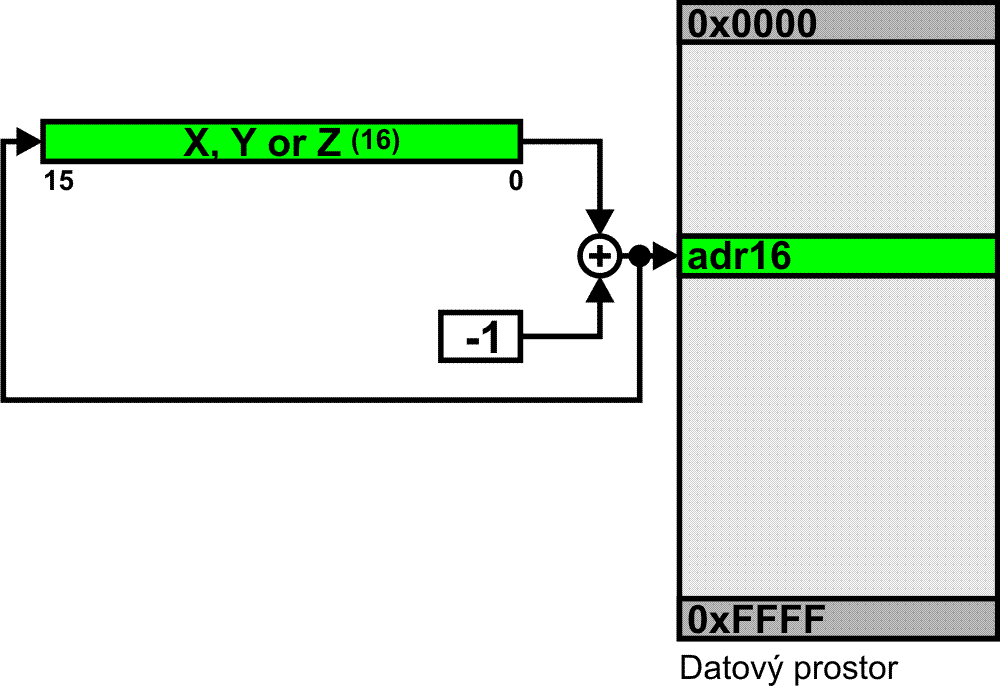 0x0000
X, Y or Z (16)
15 0
adr16
-1
0xFFFF
Datový prostor